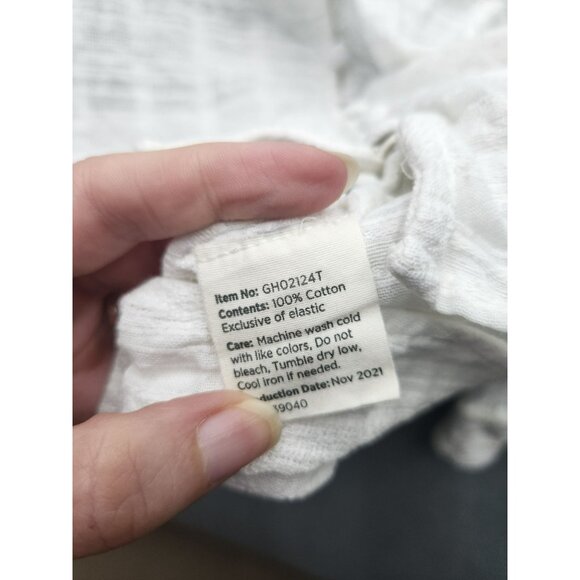 Item No: GH02124T
Contents: 100% Cotton
Exclusive of elastic
Care: Machine wash cold
with like colors, Do not
bleach, Tumble dry low,
Cool iron if needed.
duction Date: Nov 2021
39040